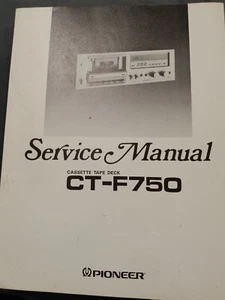 Service Manual
CASSETTE TAPE DECK
CT-F750
PIONEER